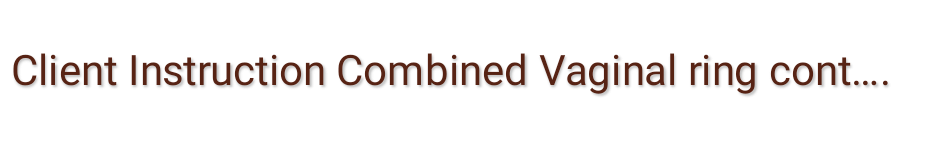 Client Instruction Combined Vaginal ring cont….